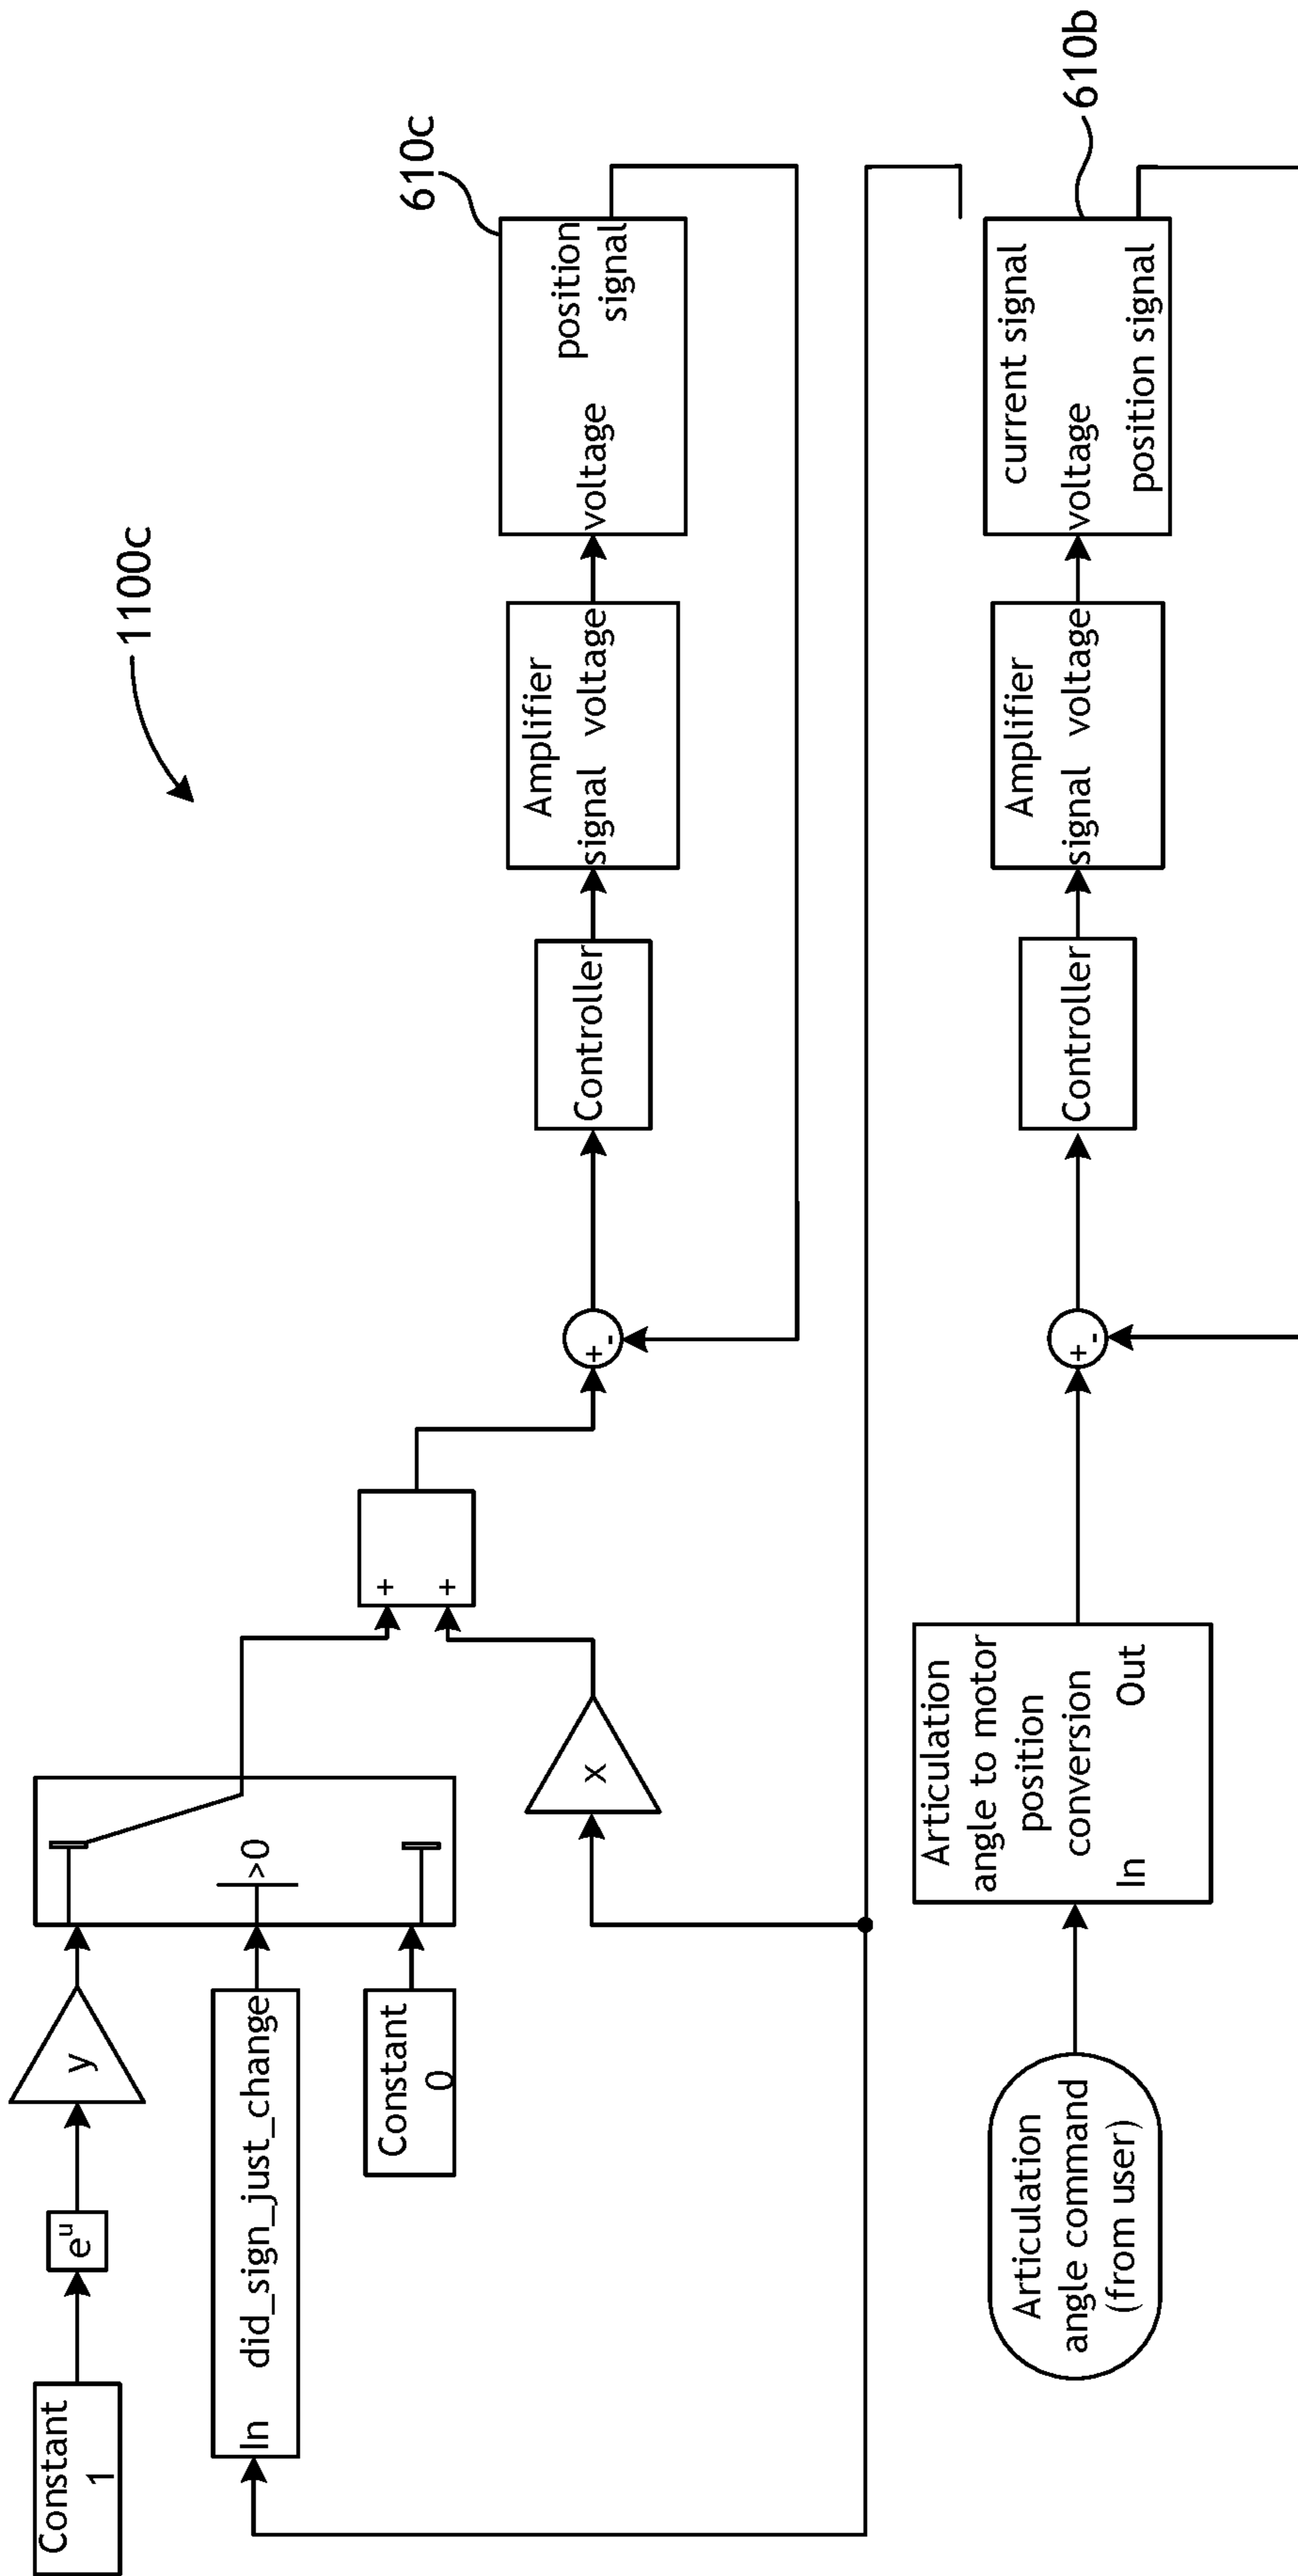 1100c
Constant
1
e^u
y
In did_sign_just_change
Constant
0
>0
x
+
+
+
-
Controller
Amplifier
signal voltage
position
signal
voltage
610c
Articulation
angle command
(from user)
Articulation
angle to motor
position
conversion
In Out
+
-
Controller
Amplifier
signal voltage
current signal
voltage
position signal
610b